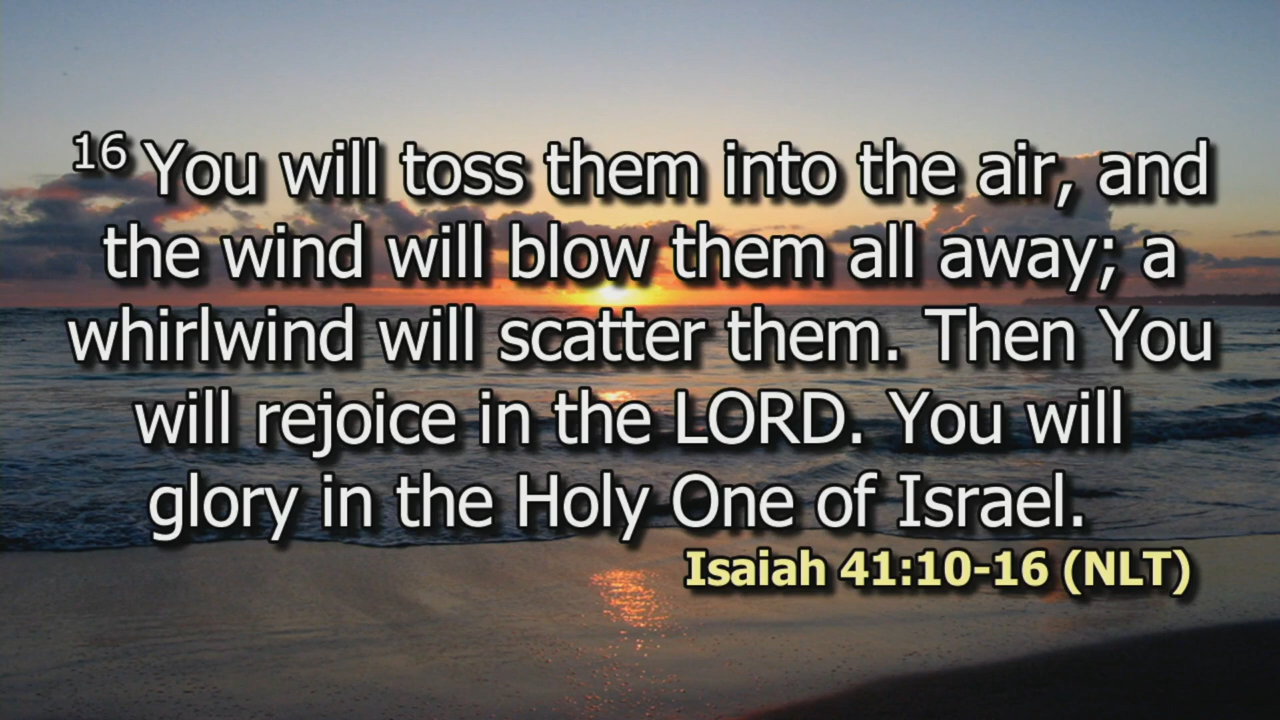 16 You will toss them into the air, and
the wind will blow them all away; a
whirlwind will scatter them. Then You
will rejoice in the LORD. You will
glory in the Holy One of Israel.
Isaiah 41:10-16 (NLT)